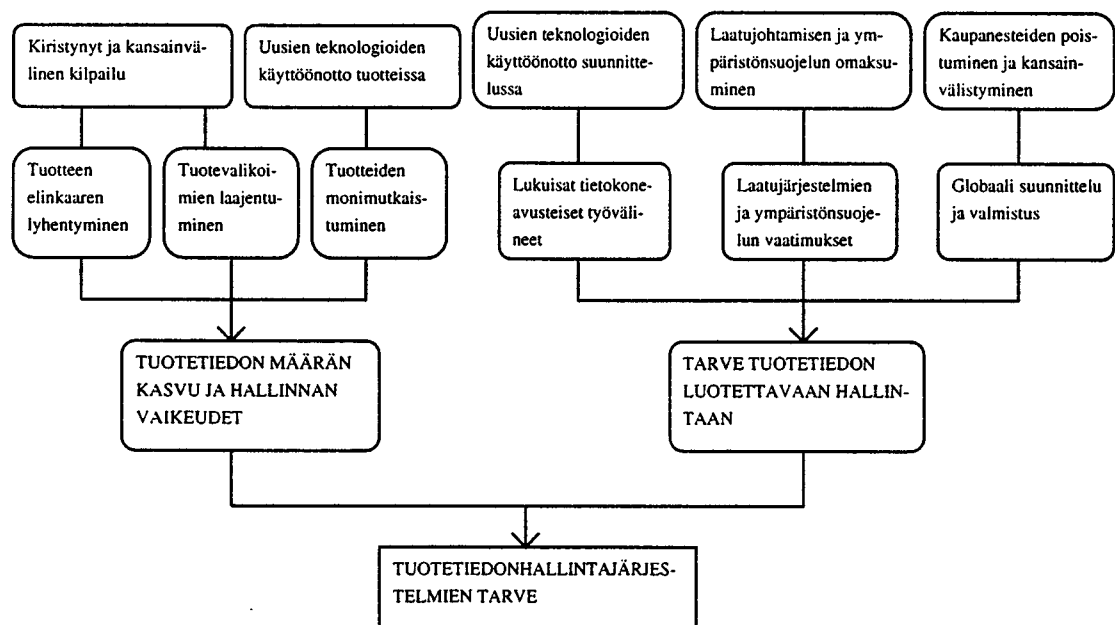 Kiristynyt ja kansainvä-
linen kilpailu
Uusien teknologioiden
käyttöönotto tuotteissa
Uusien teknologioiden
käyttöönotto suunnitte-
lussa
Laatujohtamisen ja ym-
päristönsuojelun omaksu-
minen
Kaupanesteiden pois-
tuminen ja kansain-
välistyminen
Tuotteen
elinkaaren
lyhentyminen
Tuotevalikoi-
mien laajentu-
minen
Tuotteiden
monimutkais-
tuminen
Lukuisat tietokone-
avusteiset työväli-
neet
Laatujärjestelmien
ja ympäristönsuoje-
lun vaatimukset
Globaali suunnittelu
ja valmistus
TUOTETIEDON MÄÄRÄN
KASVU JA HALLINNAN
VAIKEUDET
TARVE TUOTETIEDON
LUOTETTAVAAN HALLIN-
TAAN
TUOTETIEDONHALLINTAJÄRJES-
TELMIEN TARVE